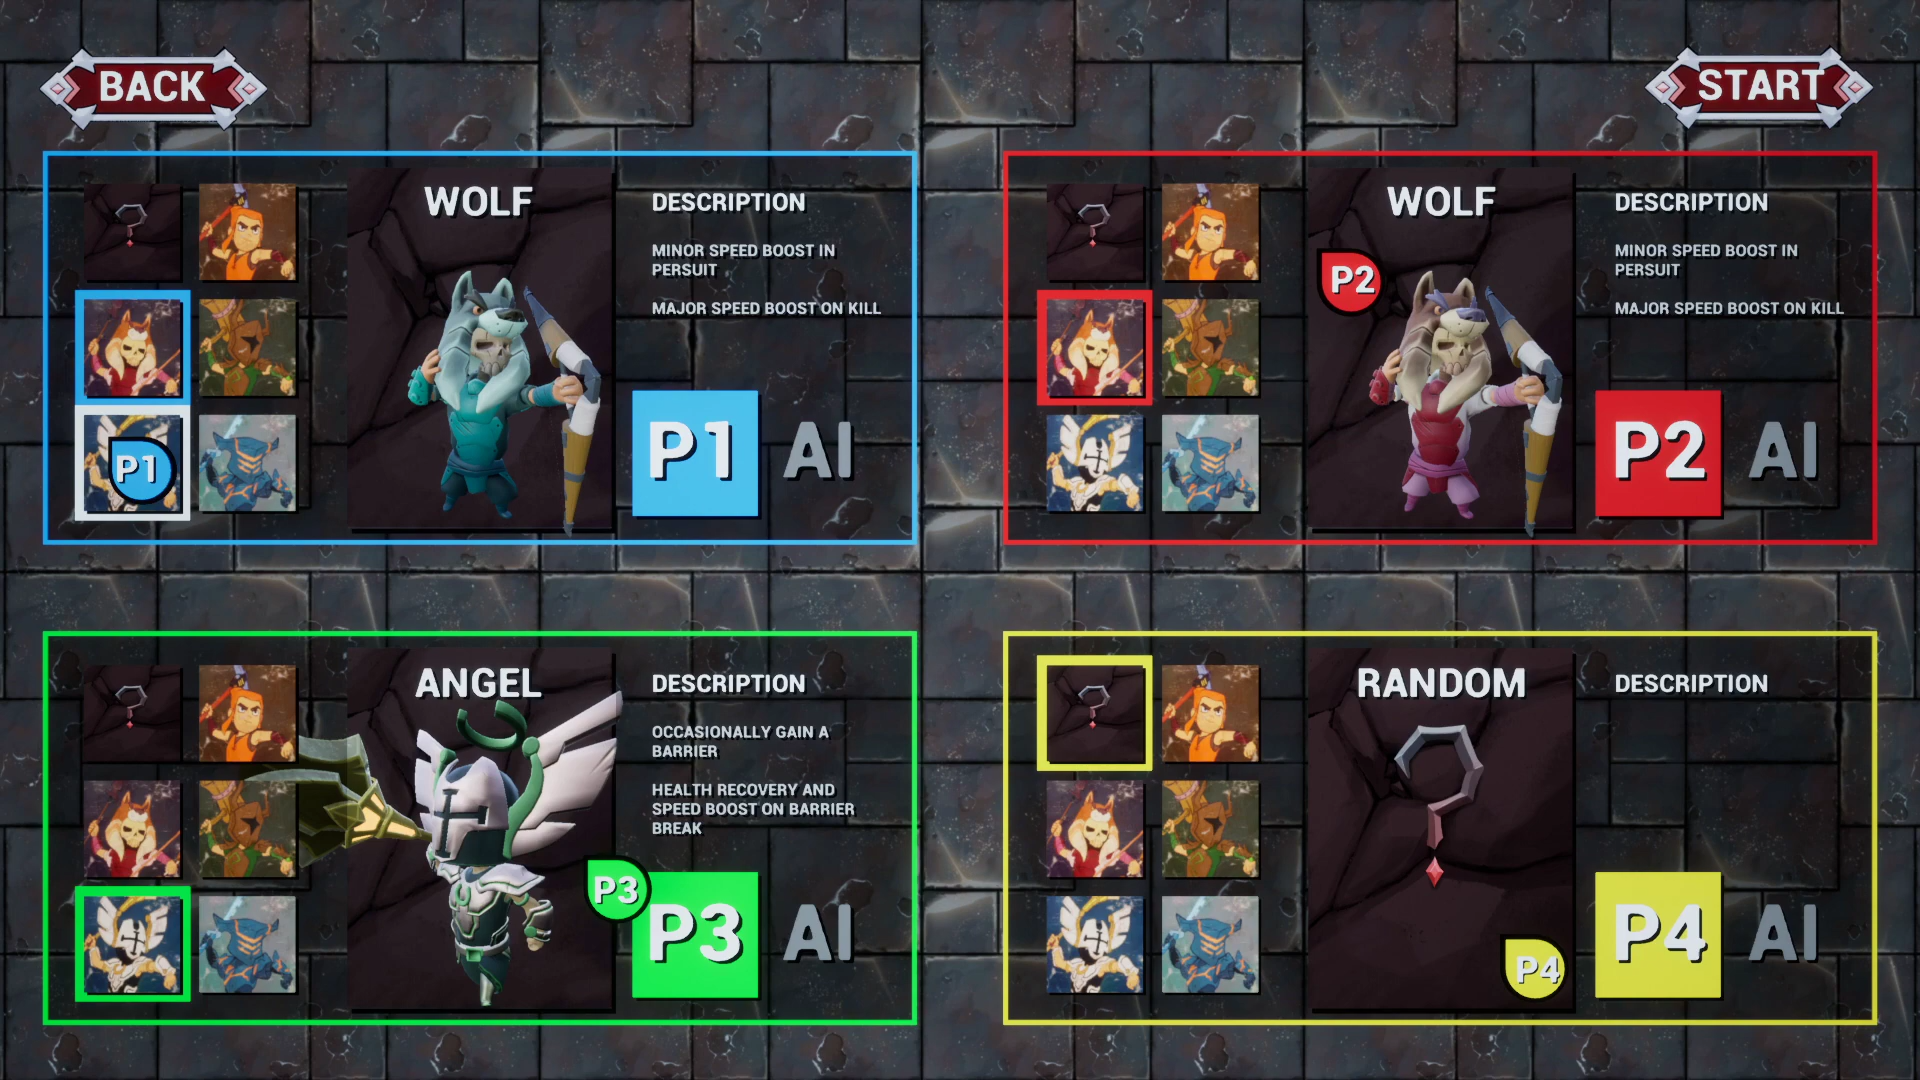 BACK
START
WOLF
DESCRIPTION
MINOR SPEED BOOST IN
PERSUIT
MAJOR SPEED BOOST ON KILL
P1
P1
AI
WOLF
DESCRIPTION
MINOR SPEED BOOST IN
PERSUIT
MAJOR SPEED BOOST ON KILL
P2
P2
AI
ANGEL
DESCRIPTION
OCCASIONALLY GAIN A
BARRIER
HEALTH RECOVERY AND
SPEED BOOST ON BARRIER
BREAK
P3
P3
AI
RANDOM
DESCRIPTION
P4
P4
AI